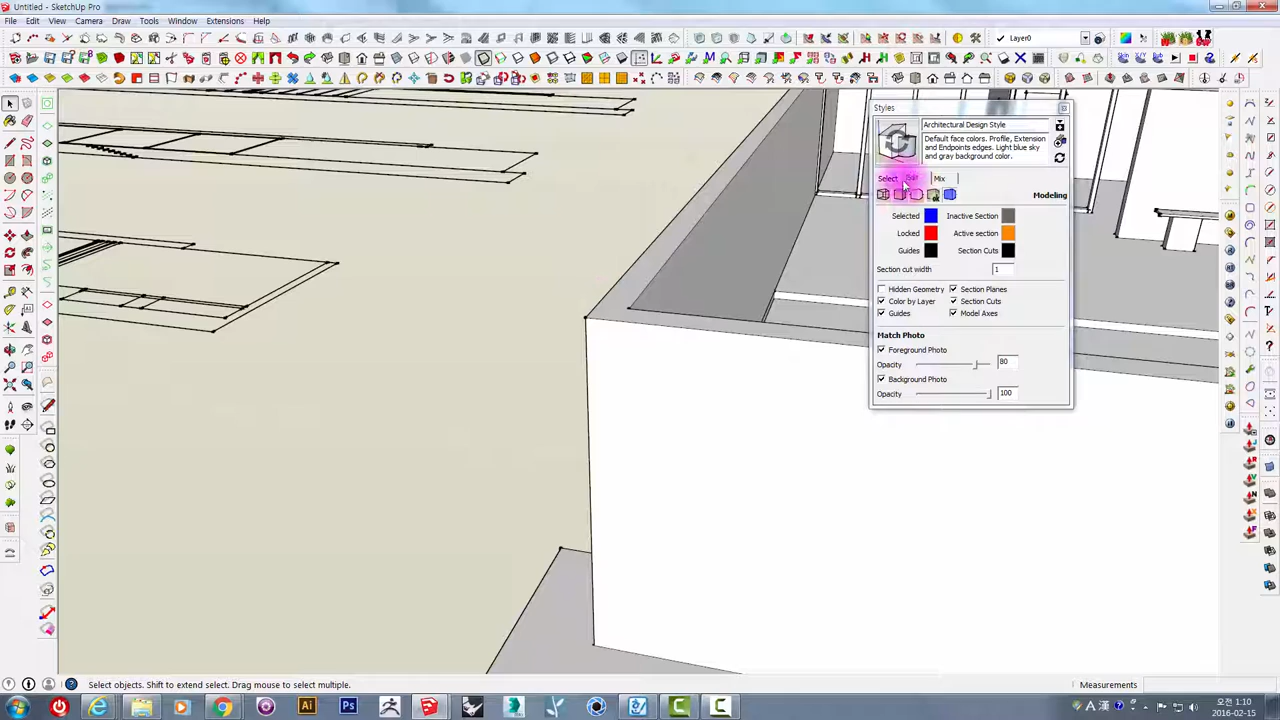 Untitled - SketchUp Pro
File Edit View Camera Draw Tools Window Extensions Help
Layer0
Styles
Architectural Design Style
Default face colors. Profile, Extension
and Endpoints edges. Light blue sky
and gray background color.
Select Edit Mix
Modeling
Selected Inactive Section
Locked Active section
Guides Section Cuts
Section cut width 1
Hidden Geometry Section Planes
Color by Layer Section Cuts
Guides Model Axes
Match Photo
Foreground Photo
Opacity 80
Background Photo
Opacity 100
Select objects. Shift to extend select. Drag mouse to select multiple.
Measurements
Ai Ps
A 漢
오전 1:10
2016-02-15